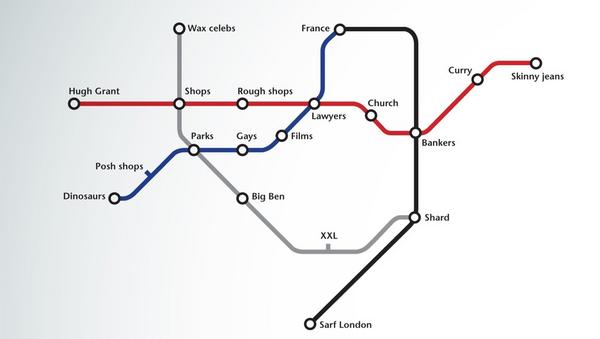 Wax celebs
France
Curry
Skinny jeans
Hugh Grant
Shops
Rough shops
Church
Lawyers
Parks
Gays
Films
Bankers
Posh shops
Dinosaurs
Big Ben
Shard
XXL
Sarf London